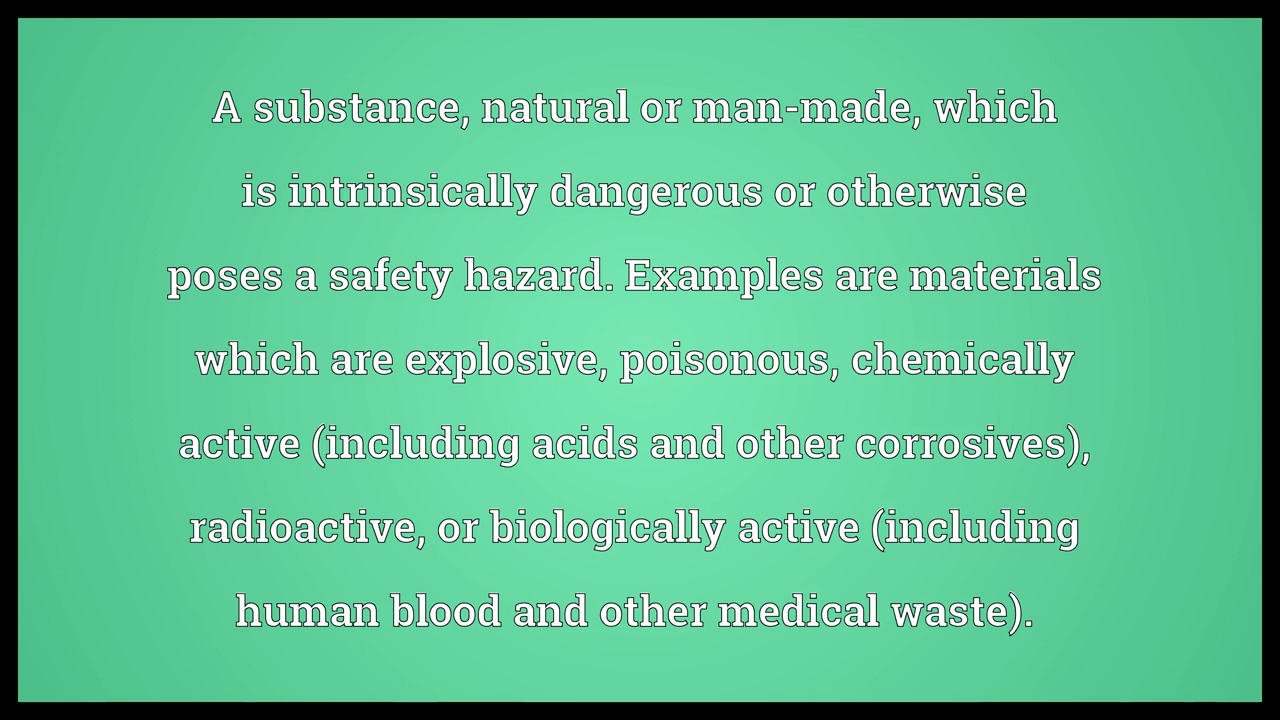 A substance, natural or man-made, which
is intrinsically dangerous or otherwise
poses a safety hazard. Examples are materials
which are explosive, poisonous, chemically
active (including acids and other corrosives),
radioactive, or biologically active (including
human blood and other medical waste).